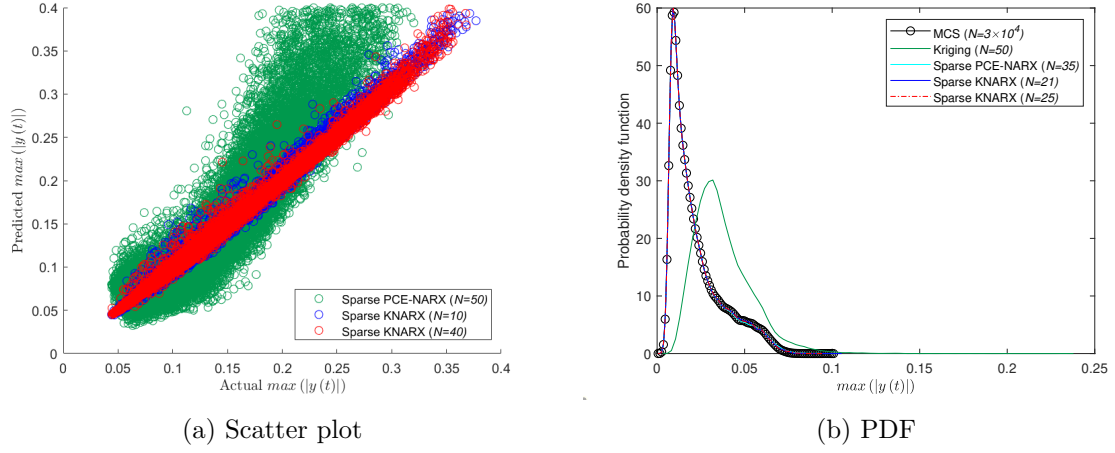 0.4
0.35
0.3
0.25
0.2
0.15
0.1
0.05
0
Predicted max (|y (t)|)
0
0.05
0.1
0.15
0.2
0.25
0.3
0.35
0.4
Actual max (|y (t)|)
Sparse PCE-NARX (N=50)
Sparse KNARX (N=10)
Sparse KNARX (N=40)
(a) Scatter plot
60
50
40
30
20
10
0
Probability density function
0
0.05
0.1
0.15
0.2
0.25
max (|y (t)|)
MCS (N=3×10⁴)
Kriging (N=50)
Sparse PCE-NARX (N=35)
Sparse KNARX (N=21)
Sparse KNARX (N=25)
(b) PDF